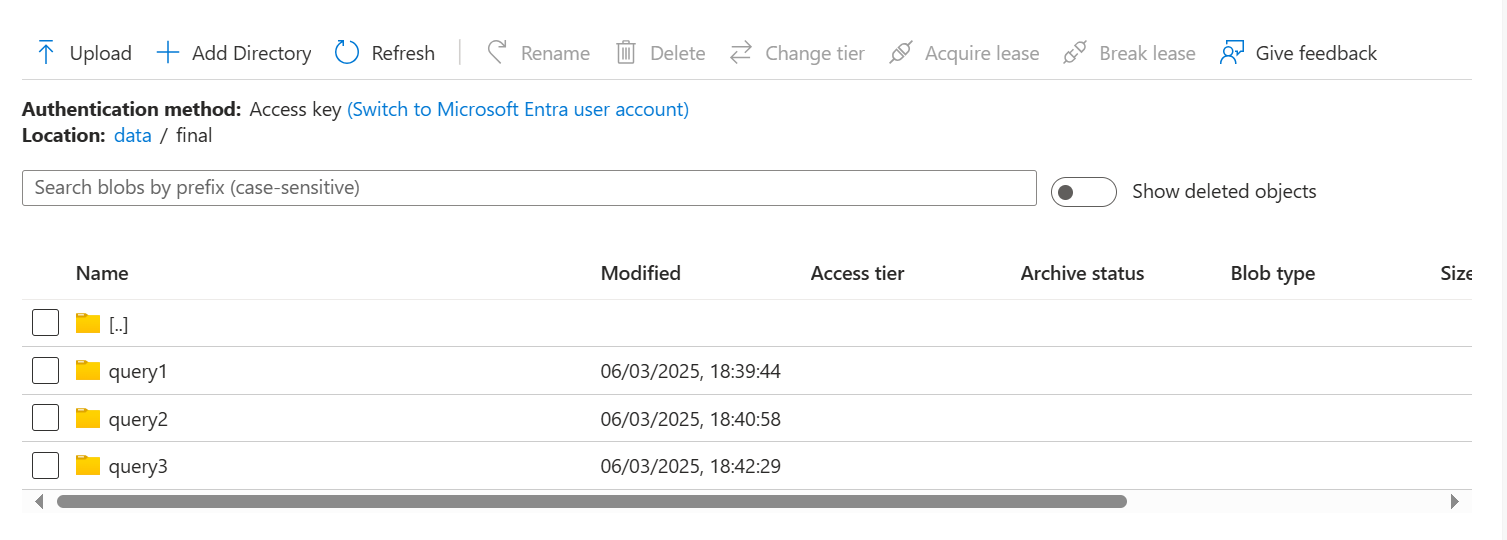 Upload Add Directory Refresh Rename Delete Change tier Acquire lease Break lease Give feedback
Authentication method: Access key (Switch to Microsoft Entra user account)
Location: data / final
Search blobs by prefix (case-sensitive) Show deleted objects
Name Modified Access tier Archive status Blob type Size
[..]
query1 06/03/2025, 18:39:44
query2 06/03/2025, 18:40:58
query3 06/03/2025, 18:42:29